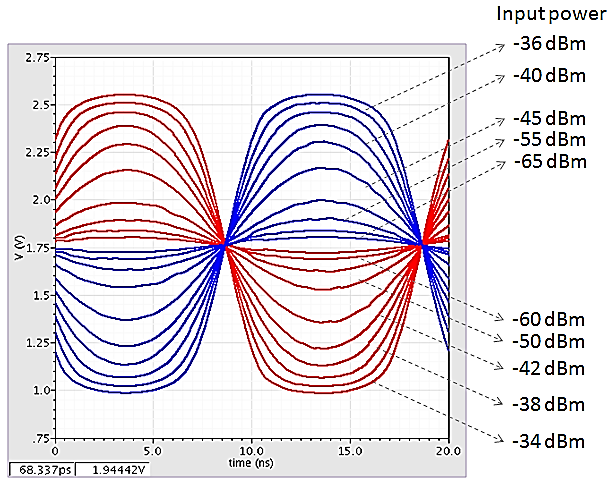 Input power
-36 dBm
-40 dBm
-45 dBm
-55 dBm
-65 dBm
-60 dBm
-50 dBm
-42 dBm
-38 dBm
-34 dBm
V (V)
2.75
2.5
2.25
2.0
1.75
1.5
1.25
1.0
.75
0 5.0 10.0 15.0 20.0
time (ns)
68.337ps 1.94442V